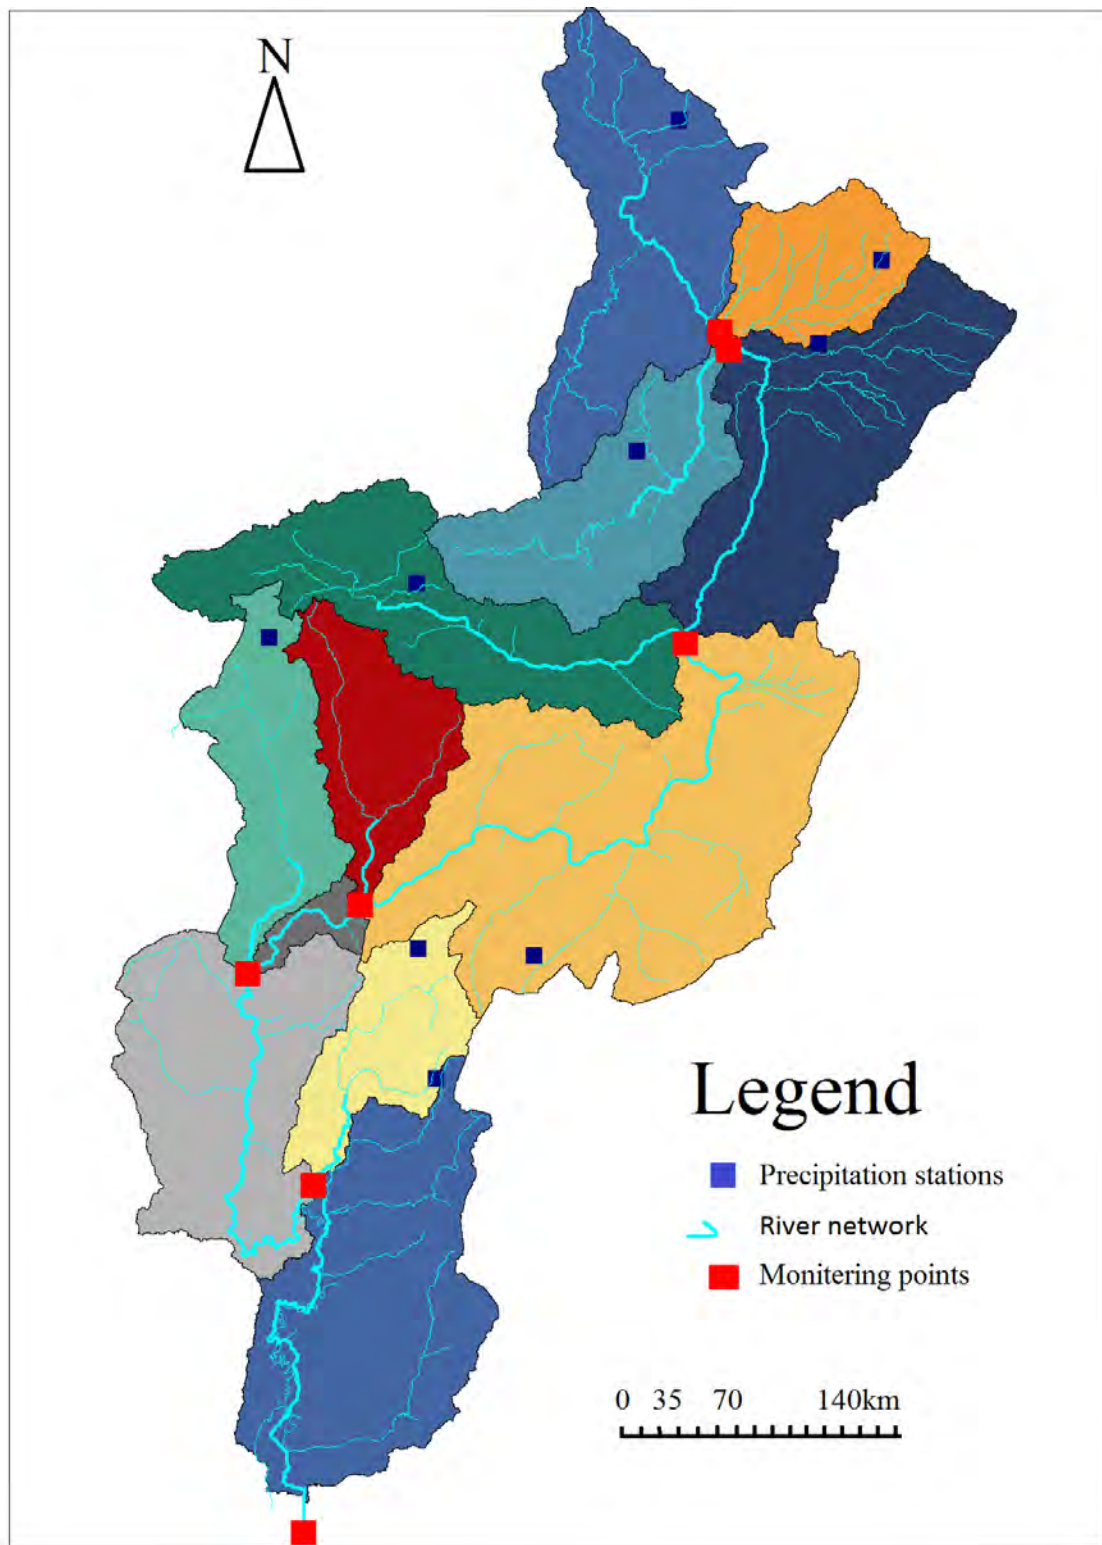 N
Legend
Precipitation stations
River network
Monitering points
0 35 70 140km